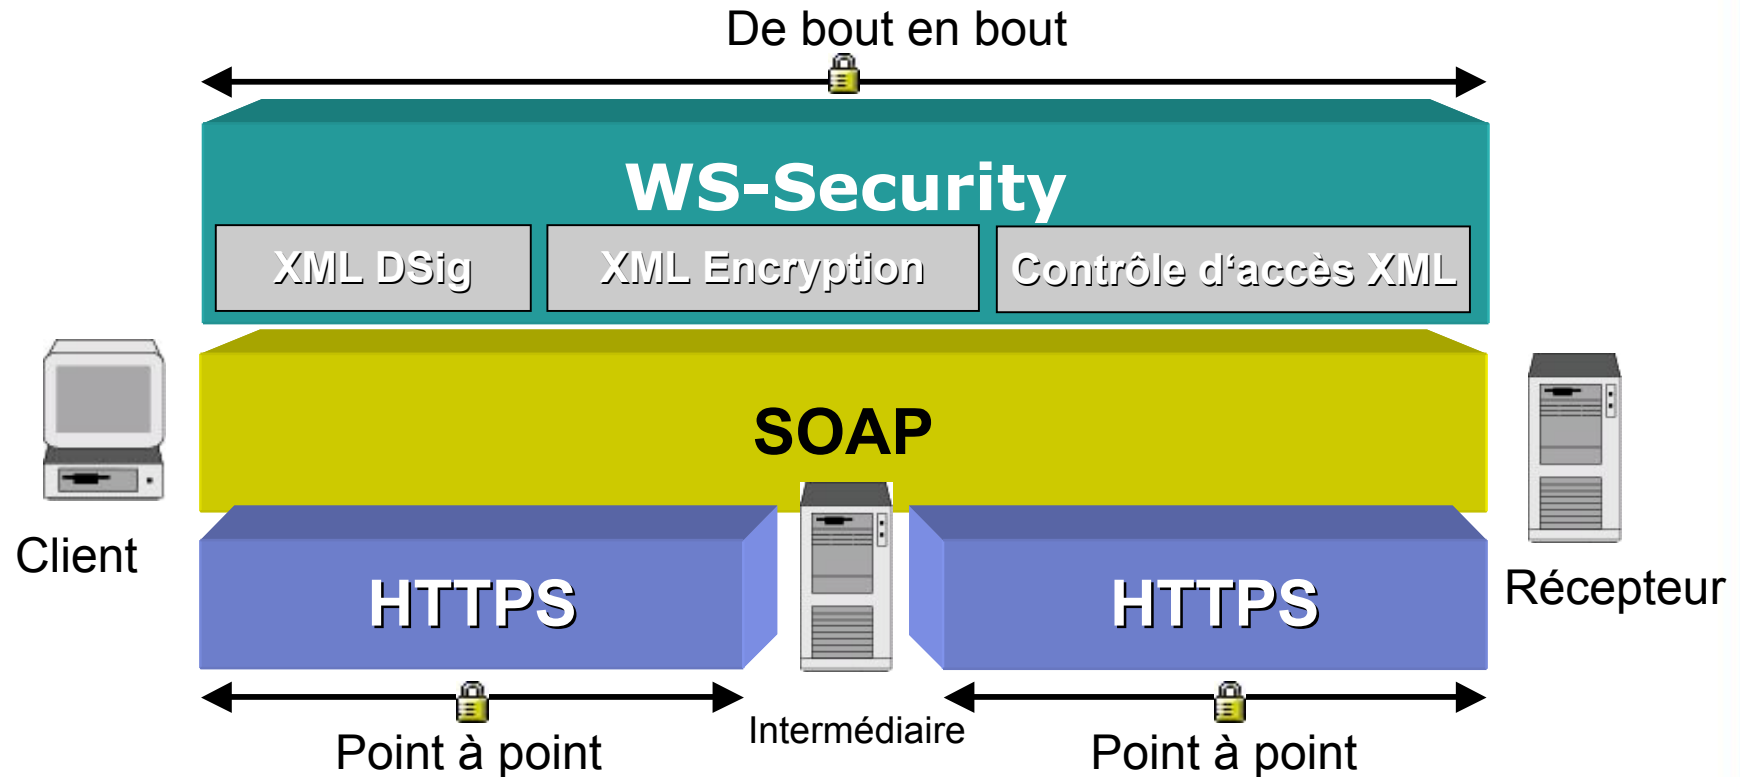 De bout en bout
WS-Security
XML DSig
XML Encryption
Contrôle d‘accès XML
SOAP
Client
HTTPS
HTTPS
Récepteur
Intermédiaire
Point à point
Point à point